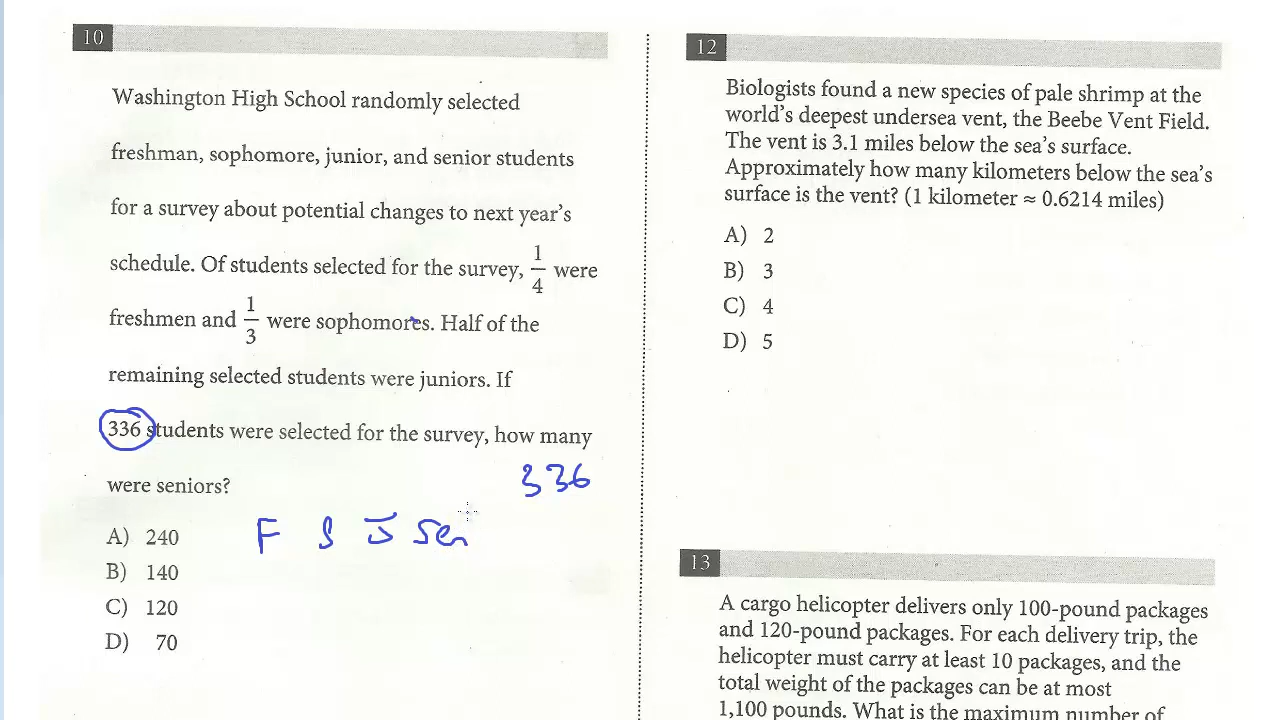 10
Washington High School randomly selected
freshman, sophomore, junior, and senior students
for a survey about potential changes to next year's
schedule. Of students selected for the survey, 1/4 were
freshmen and 1/3 were sophomores. Half of the
remaining selected students were juniors. If
336 students were selected for the survey, how many
were seniors?
336
A) 240
B) 140
C) 120
D) 70
F S J Sen
12
Biologists found a new species of pale shrimp at the
world's deepest undersea vent, the Beebe Vent Field.
The vent is 3.1 miles below the sea's surface.
Approximately how many kilometers below the sea's
surface is the vent? (1 kilometer ≈ 0.6214 miles)
A) 2
B) 3
C) 4
D) 5
13
A cargo helicopter delivers only 100-pound packages
and 120-pound packages. For each delivery trip, the
helicopter must carry at least 10 packages, and the
total weight of the packages can be at most
1,100 pounds. What is the maximum number of